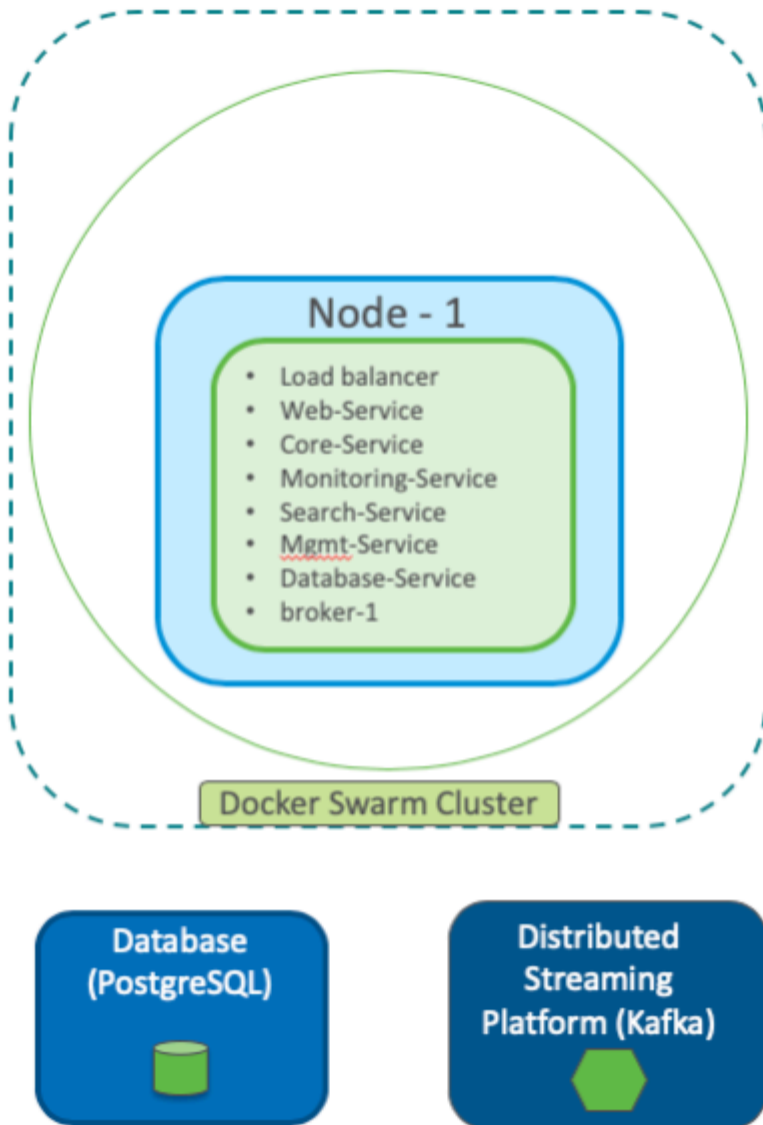 Node - 1
• Load balancer
• Web-Service
• Core-Service
• Monitoring-Service
• Search-Service
• Mgmt-Service
• Database-Service
• broker-1
Docker Swarm Cluster
Database
(PostgreSQL)
Distributed
Streaming
Platform (Kafka)